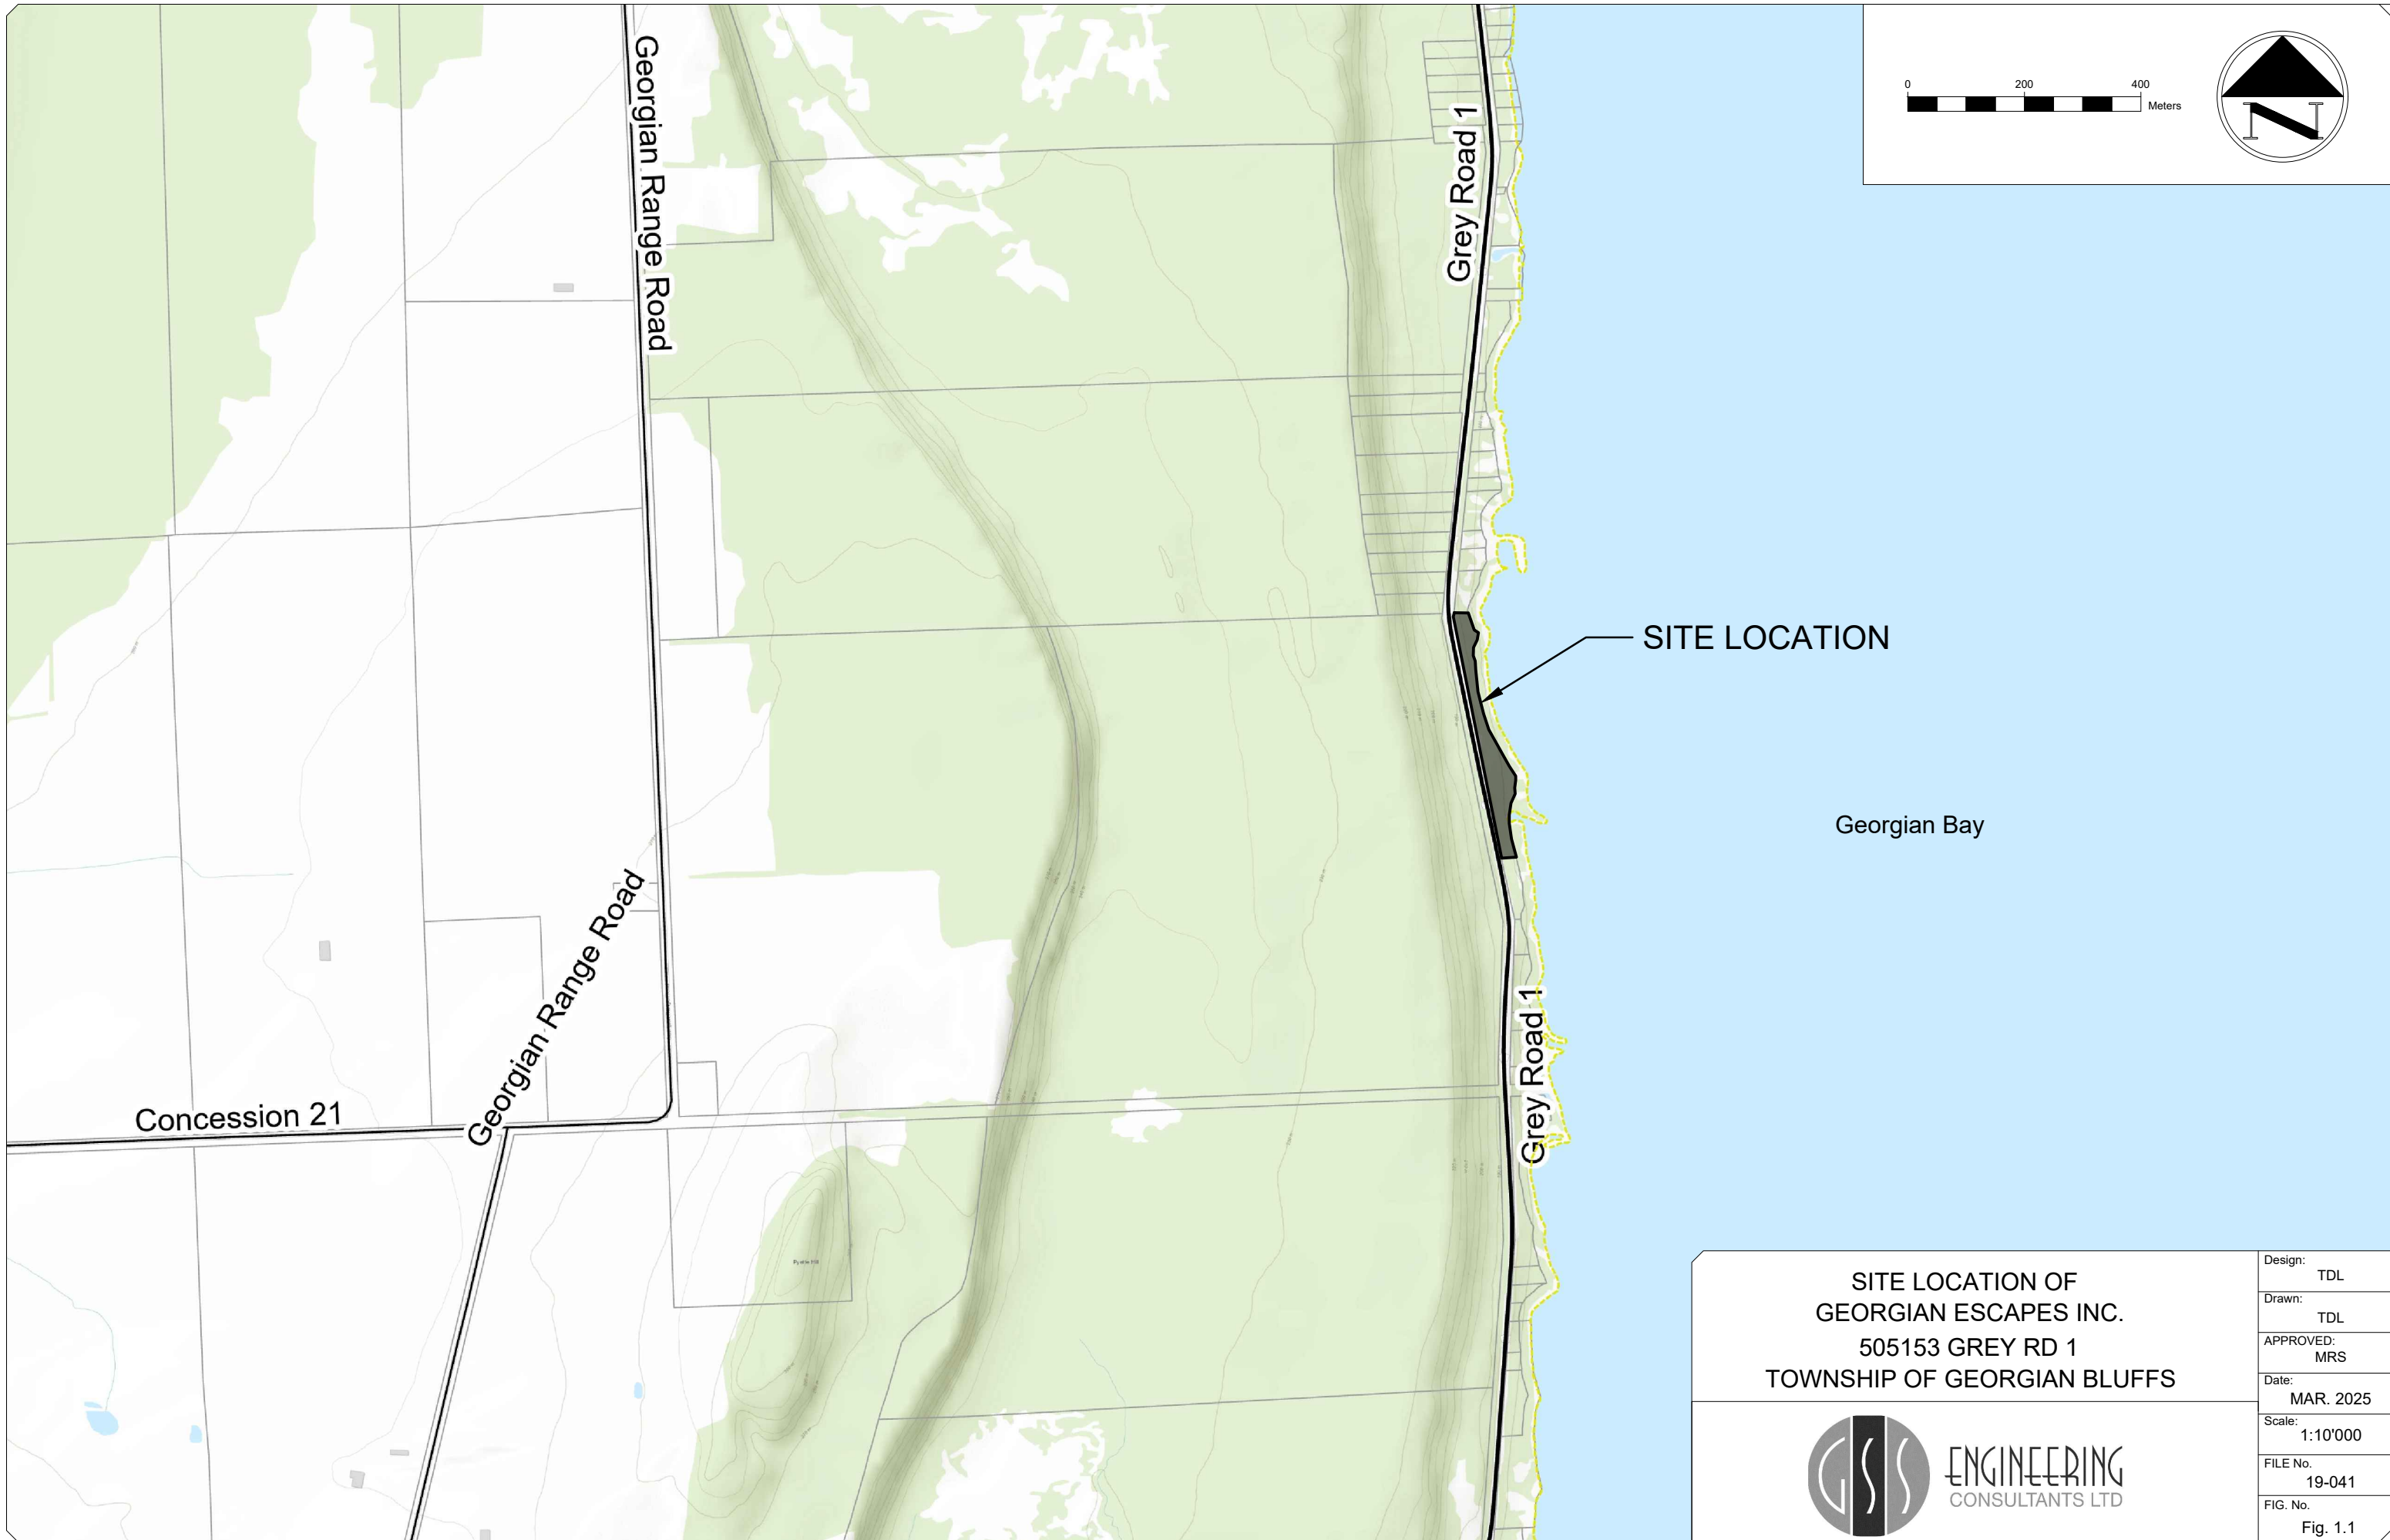 Georgian Range Road
Grey Road 1
0 200 400
Meters
N
SITE LOCATION
Georgian Bay
Georgian Range Road
Grey Road 1
Concession 21
SITE LOCATION OF
GEORGIAN ESCAPES INC.
505153 GREY RD 1
TOWNSHIP OF GEORGIAN BLUFFS
GSS
ENGINEERING
CONSULTANTS LTD
Design:
TDL
Drawn:
TDL
APPROVED:
MRS
Date:
MAR. 2025
Scale:
1:10'000
FILE No.
19-041
FIG. No.
Fig. 1.1